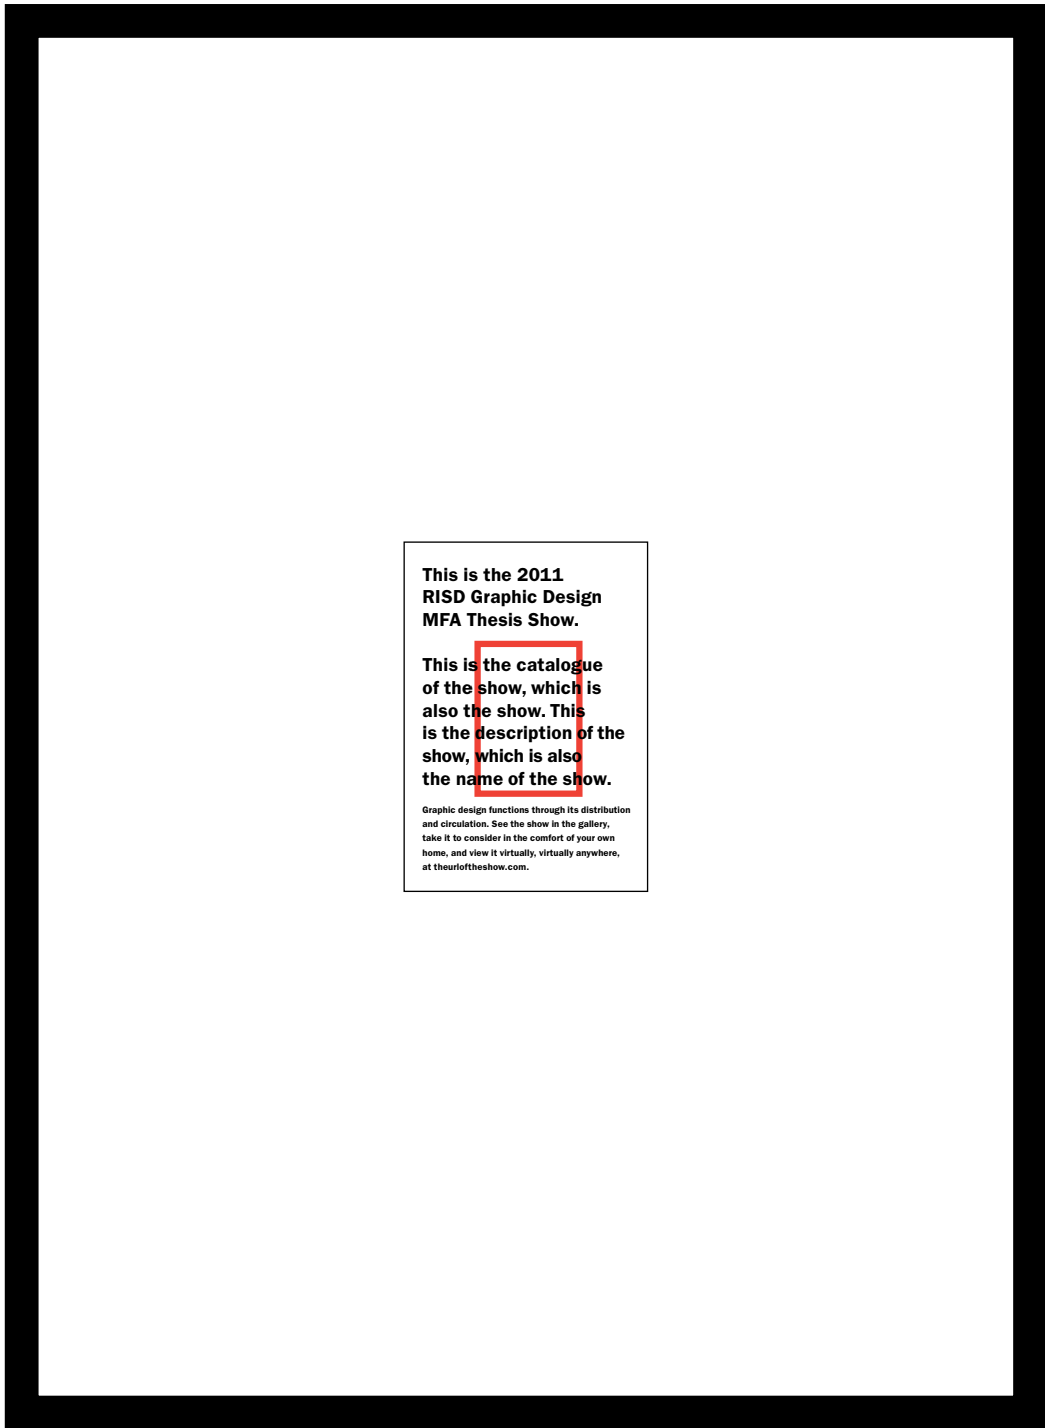 This is the 2011
RISD Graphic Design
MFA Thesis Show.
This is the catalogue
of the show, which is
also the show. This
is the description of the
show, which is also
the name of the show.
Graphic design functions through its distribution
and circulation. See the show in the gallery,
take it to consider in the comfort of your own
home, and view it virtually, virtually anywhere,
at theurloftheshow.com.